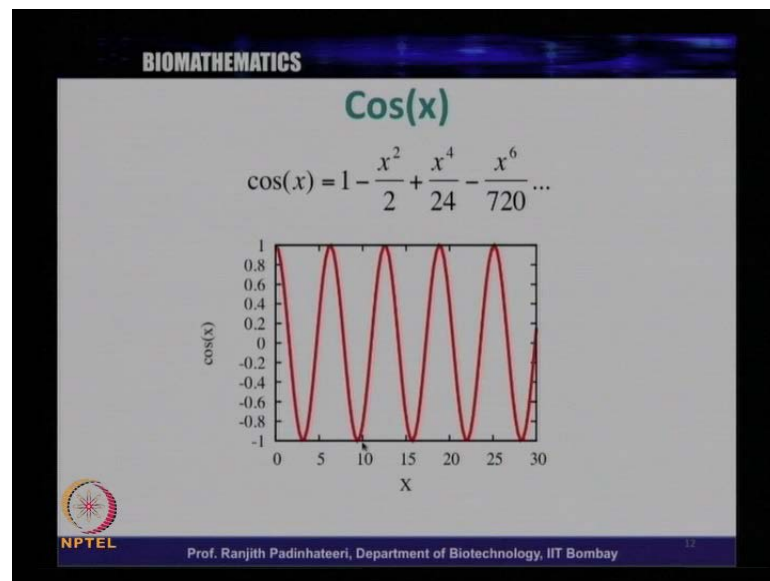 BIOMATHEMATICS
Cos(x)
cos(x) = 1 − x²/2 + x⁴/24 − x⁶/720 ...
1
0.8
0.6
0.4
0.2
0
-0.2
-0.4
-0.6
-0.8
-1
cos(x)
0 5 10 15 20 25 30
X
NPTEL
Prof. Ranjith Padinhateeri, Department of Biotechnology, IIT Bombay
12